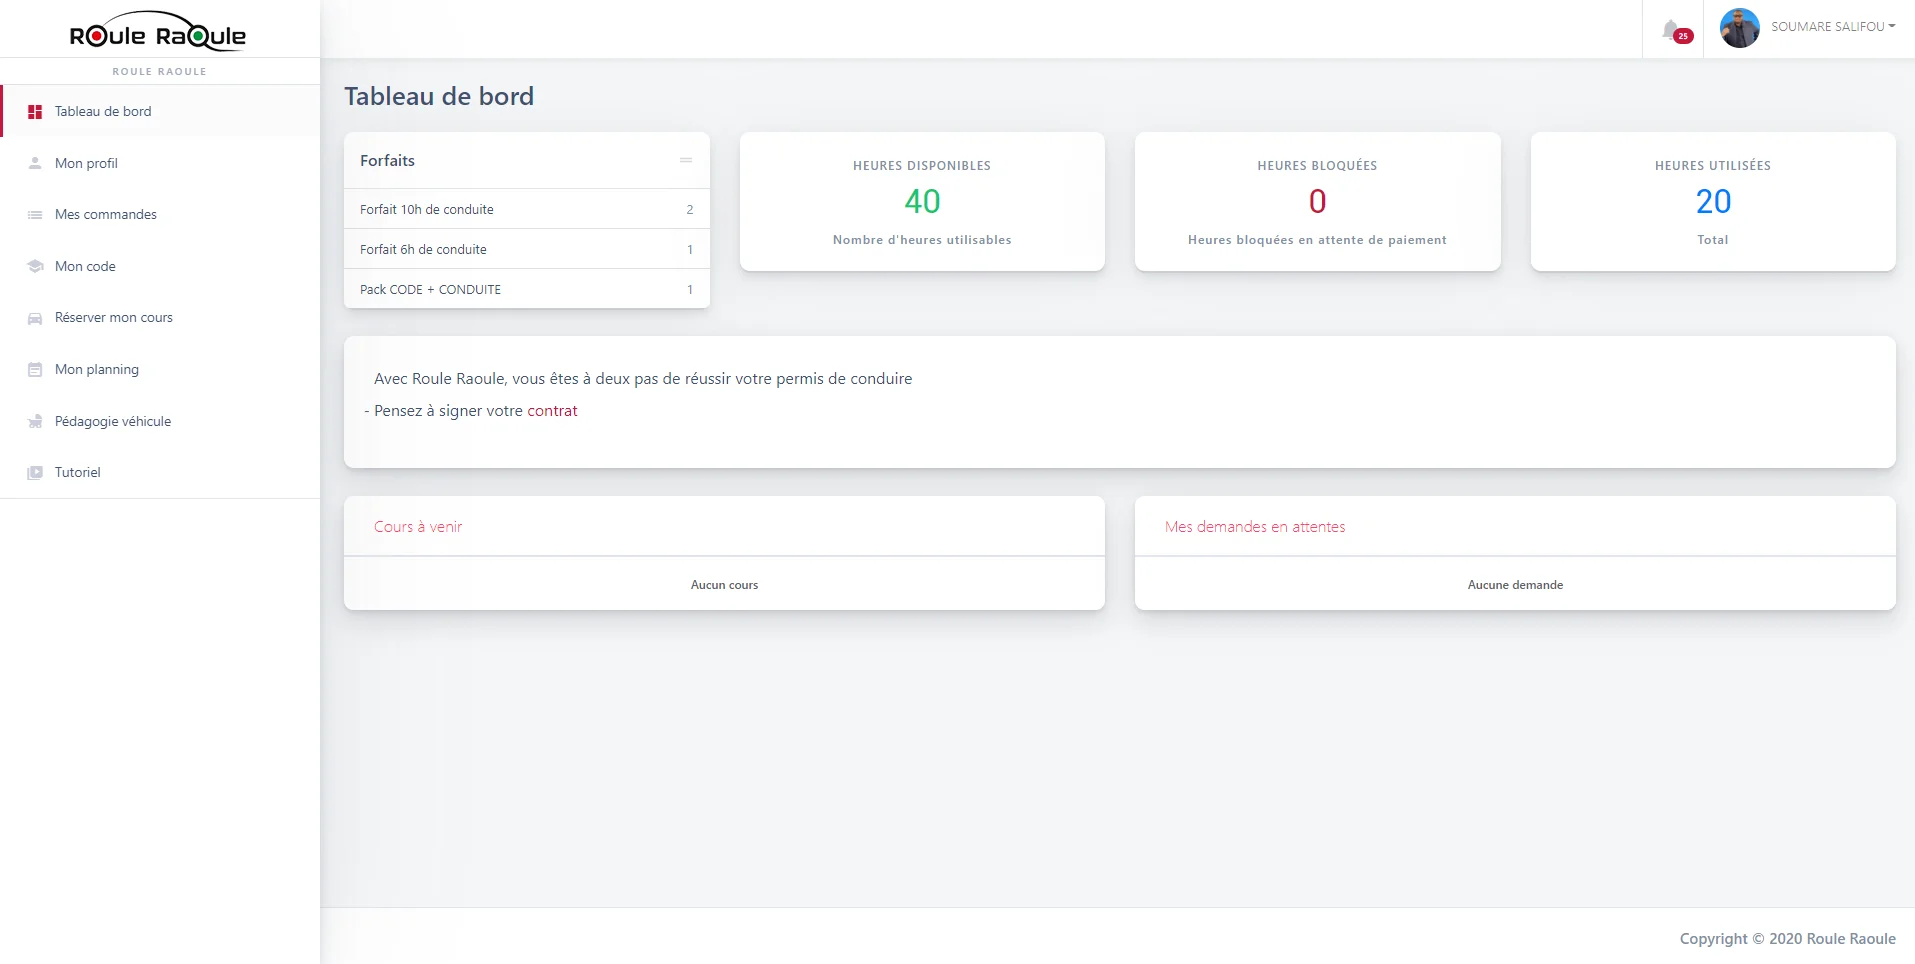 Roule Raoule
ROULE RAOULE
Tableau de bord
Mon profil
Mes commandes
Mon code
Réserver mon cours
Mon planning
Pédagogie véhicule
Tutoriel
25
SOUMARE SALIFOU
Tableau de bord
Forfaits
Forfait 10h de conduite 2
Forfait 6h de conduite 1
Pack CODE + CONDUITE 1
HEURES DISPONIBLES
40
Nombre d'heures utilisables
HEURES BLOQUÉES
0
Heures bloquées en attente de paiement
HEURES UTILISÉES
20
Total
Avec Roule Raoule, vous êtes à deux pas de réussir votre permis de conduire
- Pensez à signer votre contrat
Cours à venir
Aucun cours
Mes demandes en attentes
Aucune demande
Copyright © 2020 Roule Raoule